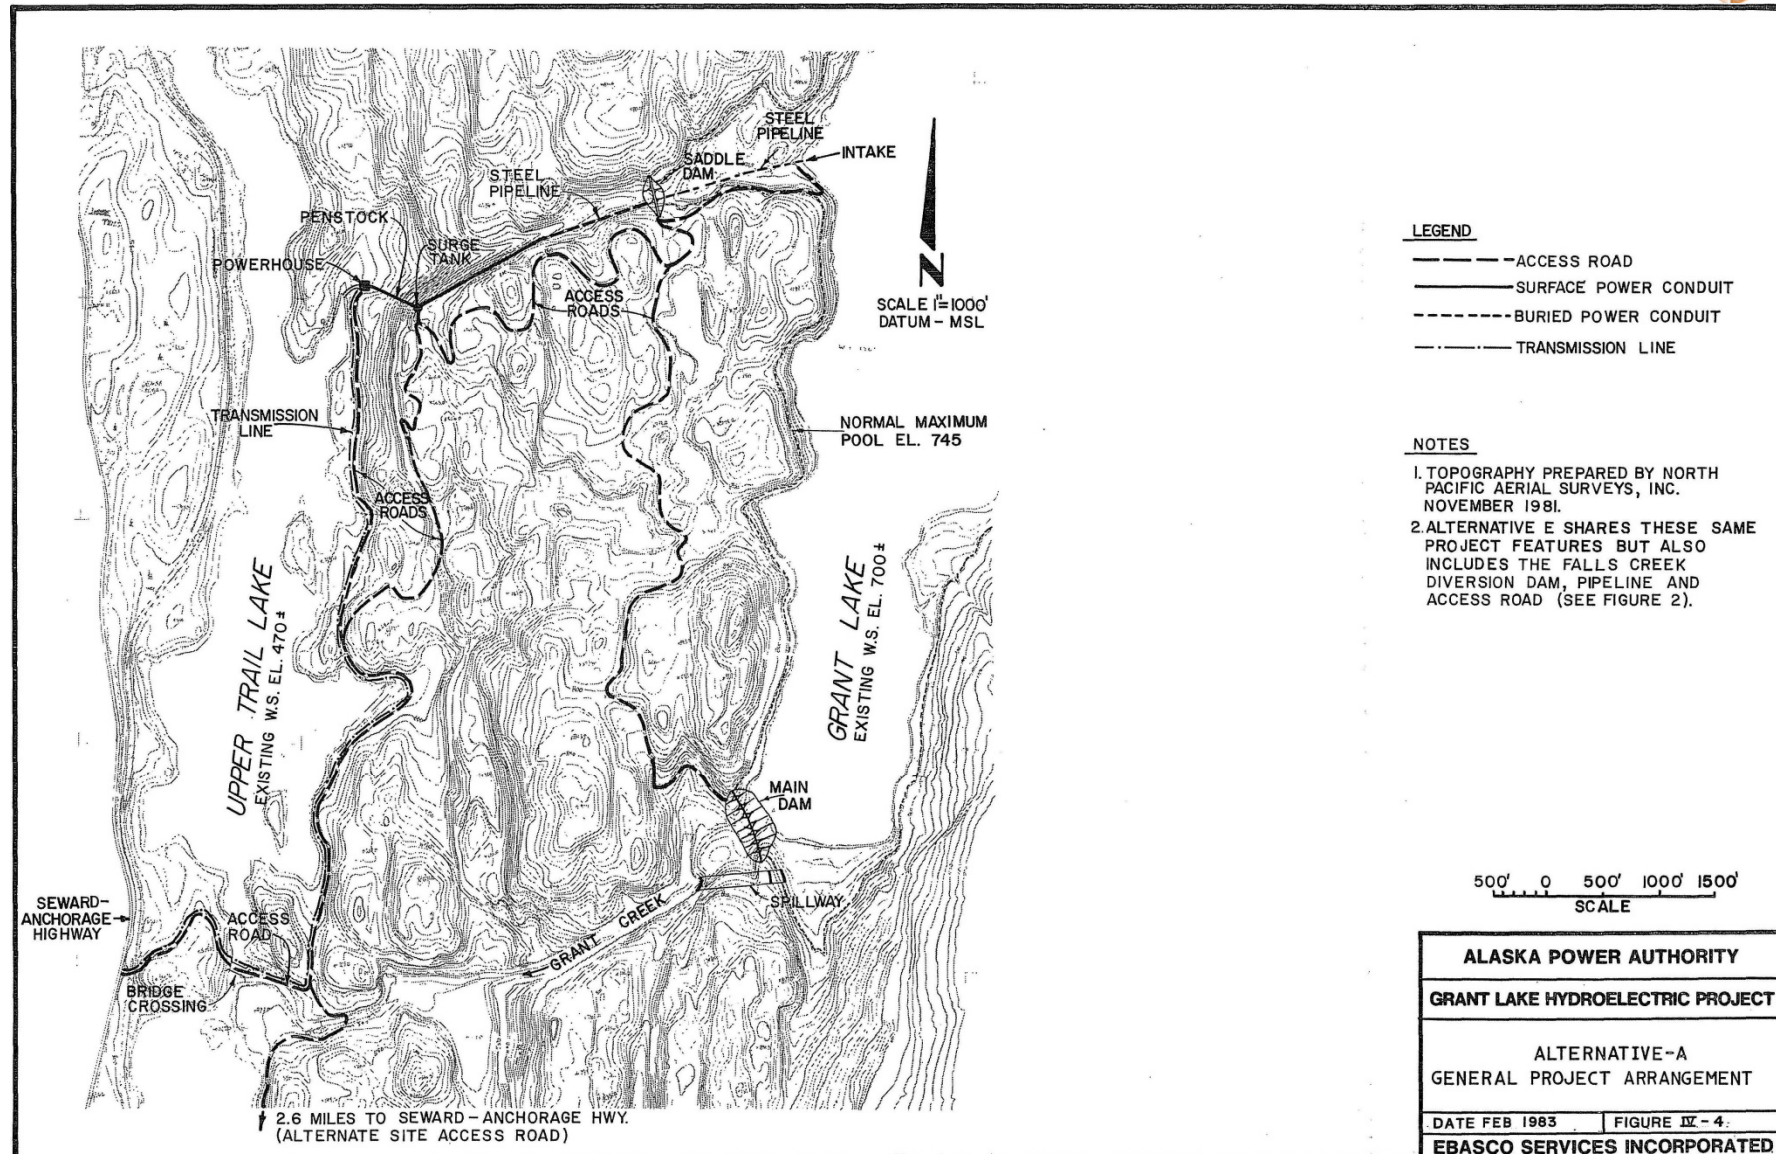 STEEL
PIPELINE
INTAKE
SADDLE
DAM
STEEL
PIPELINE
PENSTOCK
SURGE
TANK
POWERHOUSE
ACCESS
ROADS
N
SCALE 1"=1000'
DATUM - MSL
TRANSMISSION
LINE
NORMAL MAXIMUM
POOL EL. 745
ACCESS
ROADS
UPPER TRAIL LAKE
EXISTING W.S. EL. 470±
GRANT LAKE
EXISTING W.S. EL. 700±
MAIN
DAM
SPILLWAY
GRANT CREEK
SEWARD-
ANCHORAGE
HIGHWAY
ACCESS
ROAD
BRIDGE
CROSSING
2.6 MILES TO SEWARD-ANCHORAGE HWY.
(ALTERNATE SITE ACCESS ROAD)
LEGEND
ACCESS ROAD
SURFACE POWER CONDUIT
BURIED POWER CONDUIT
TRANSMISSION LINE
NOTES
1. TOPOGRAPHY PREPARED BY NORTH
PACIFIC AERIAL SURVEYS, INC.
NOVEMBER 1981.
2. ALTERNATIVE E SHARES THESE SAME
PROJECT FEATURES BUT ALSO
INCLUDES THE FALLS CREEK
DIVERSION DAM, PIPELINE AND
ACCESS ROAD (SEE FIGURE 2).
500' 0 500' 1000' 1500'
SCALE
ALASKA POWER AUTHORITY
GRANT LAKE HYDROELECTRIC PROJECT
ALTERNATIVE-A
GENERAL PROJECT ARRANGEMENT
DATE FEB 1983 FIGURE IV-4
EBASCO SERVICES INCORPORATED